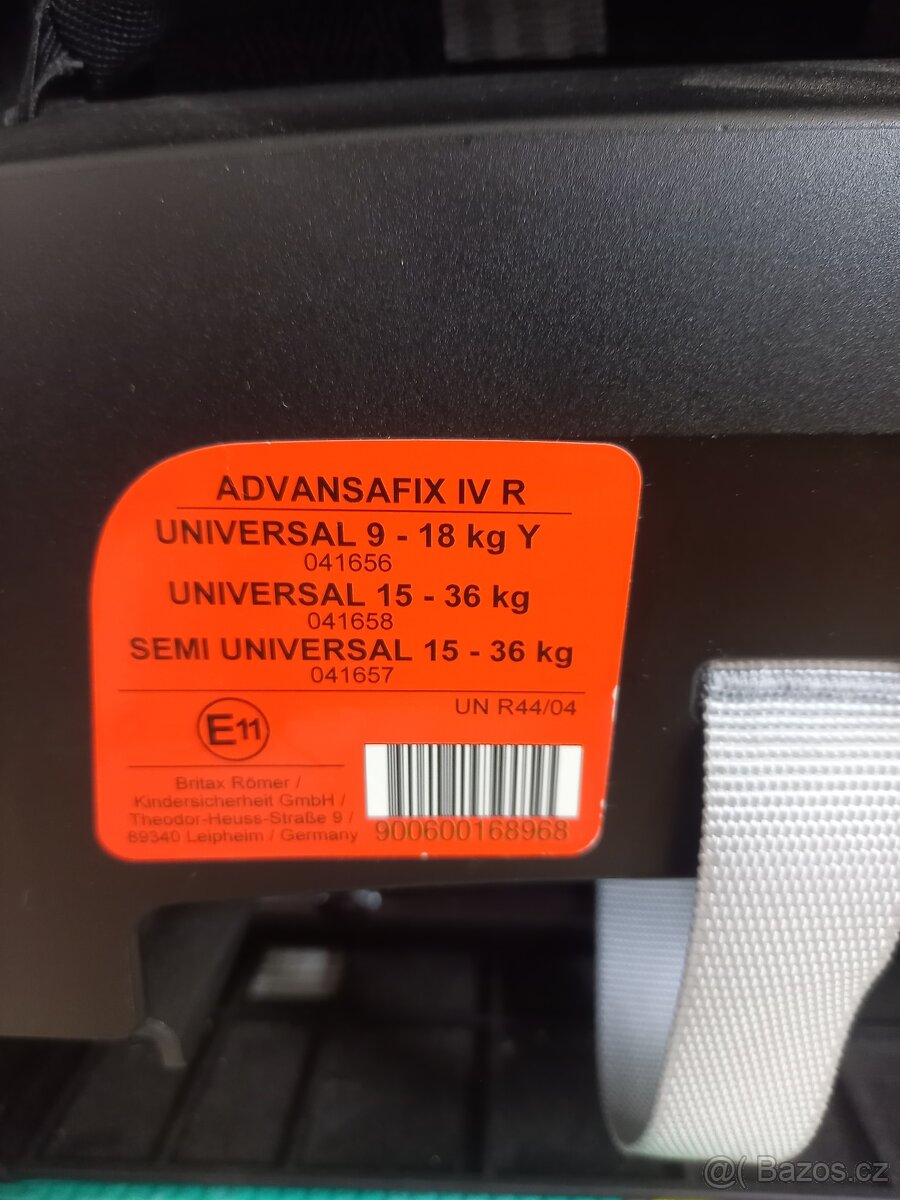 ADVANSAFIX IV R
UNIVERSAL 9 - 18 kg Y
041656
UNIVERSAL 15 - 36 kg
041658
SEMI UNIVERSAL 15 - 36 kg
041657
UN R44/04
E11
Britax Römer /
Kindersicherheit GmbH /
Theodor-Heuss-Straße 9 /
89340 Leipheim / Germany
900600168968
@( Bazos.cz